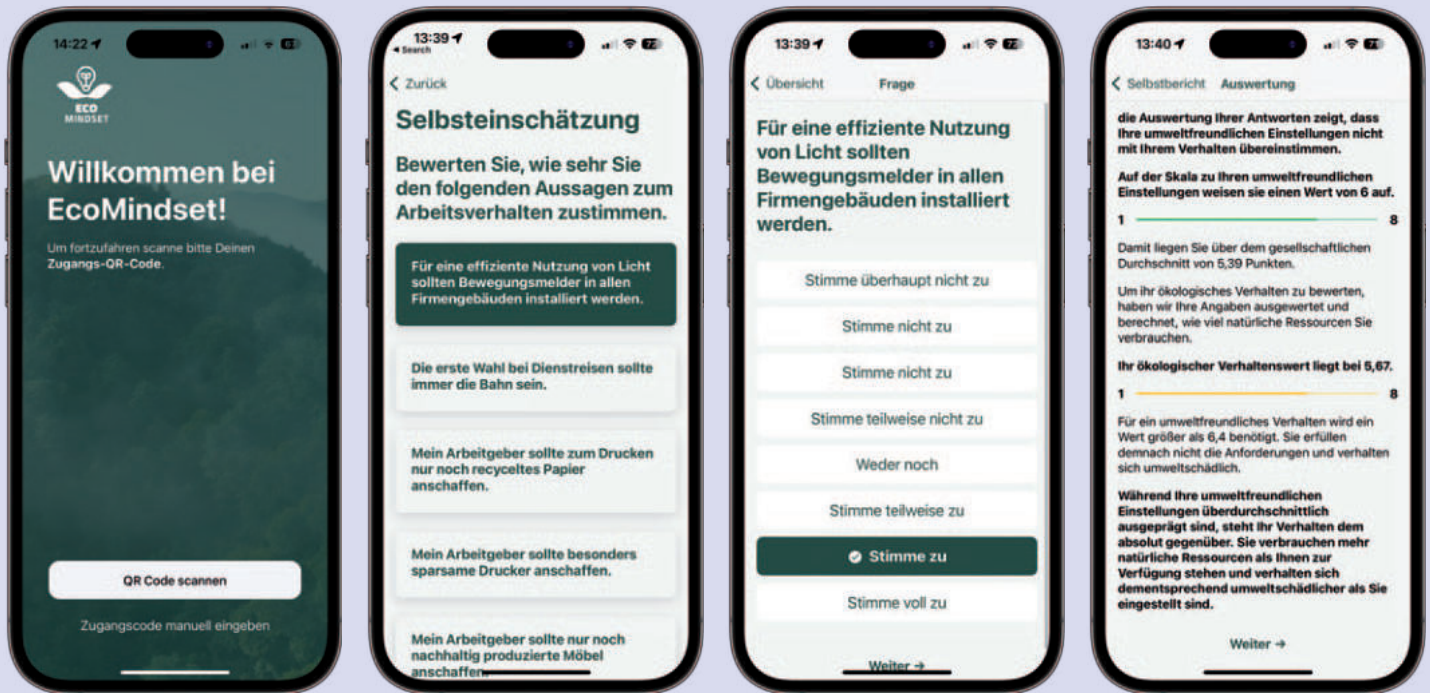 14:22
ECO
MINDSET
Willkommen bei
EcoMindset!
Um fortzufahren scanne bitte Deinen
Zugangs-QR-Code.
QR Code scannen
Zugangscode manuell eingeben
13:39
Search
Zurück
Selbsteinschätzung
Bewerten Sie, wie sehr Sie
den folgenden Aussagen zum
Arbeitsverhalten zustimmen.
Für eine effiziente Nutzung von Licht
sollten Bewegungsmelder in allen
Firmengebäuden installiert werden.
Die erste Wahl bei Dienstreisen sollte
immer die Bahn sein.
Mein Arbeitgeber sollte zum Drucken
nur noch recyceltes Papier
anschaffen.
Mein Arbeitgeber sollte besonders
sparsame Drucker anschaffen.
Mein Arbeitgeber sollte nur noch
nachhaltig produzierte Möbel
anschaffen.
13:39
Übersicht Frage
Für eine effiziente Nutzung
von Licht sollten
Bewegungsmelder in allen
Firmengebäuden installiert
werden.
Stimme überhaupt nicht zu
Stimme nicht zu
Stimme nicht zu
Stimme teilweise nicht zu
Weder noch
Stimme teilweise zu
Stimme zu
Stimme voll zu
Weiter →
13:40
Selbstbericht Auswertung
die Auswertung Ihrer Antworten zeigt, dass
Ihre umweltfreundlichen Einstellungen nicht
mit Ihrem Verhalten übereinstimmen.
Auf der Skala zu Ihren umweltfreundlichen
Einstellungen weisen sie einen Wert von 6 auf.
1 8
Damit liegen Sie über dem gesellschaftlichen
Durchschnitt von 5,39 Punkten.
Um ihr ökologisches Verhalten zu bewerten,
haben wir Ihre Angaben ausgewertet und
berechnet, wie viel natürliche Ressourcen Sie
verbrauchen.
Ihr ökologischer Verhaltenswert liegt bei 5,67.
1 8
Für ein umweltfreundliches Verhalten wird ein
Wert größer als 6,4 benötigt. Sie erfüllen
demnach nicht die Anforderungen und verhalten
sich umweltschädlich.
Während Ihre umweltfreundlichen
Einstellungen überdurchschnittlich
ausgeprägt sind, steht Ihr Verhalten dem
absolut gegenüber. Sie verbrauchen mehr
natürliche Ressourcen als Ihnen zur
Verfügung stehen und verhalten sich
dementsprechend umweltschädlicher als Sie
eingestellt sind.
Weiter →